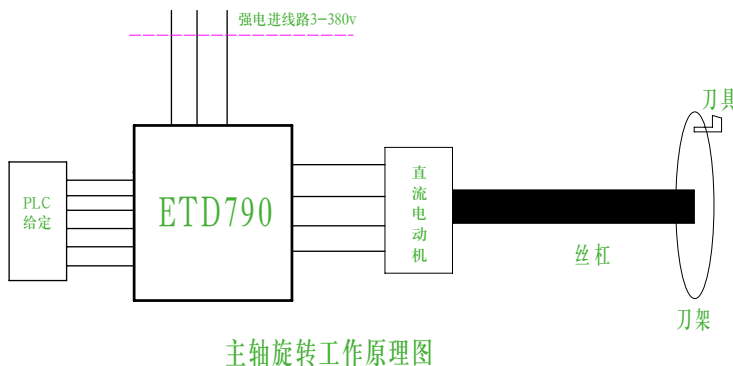 强电进线路3-380v
刀具
PLC
给定
ETD790
直流电动机
丝杠
刀架
主轴旋转工作原理图